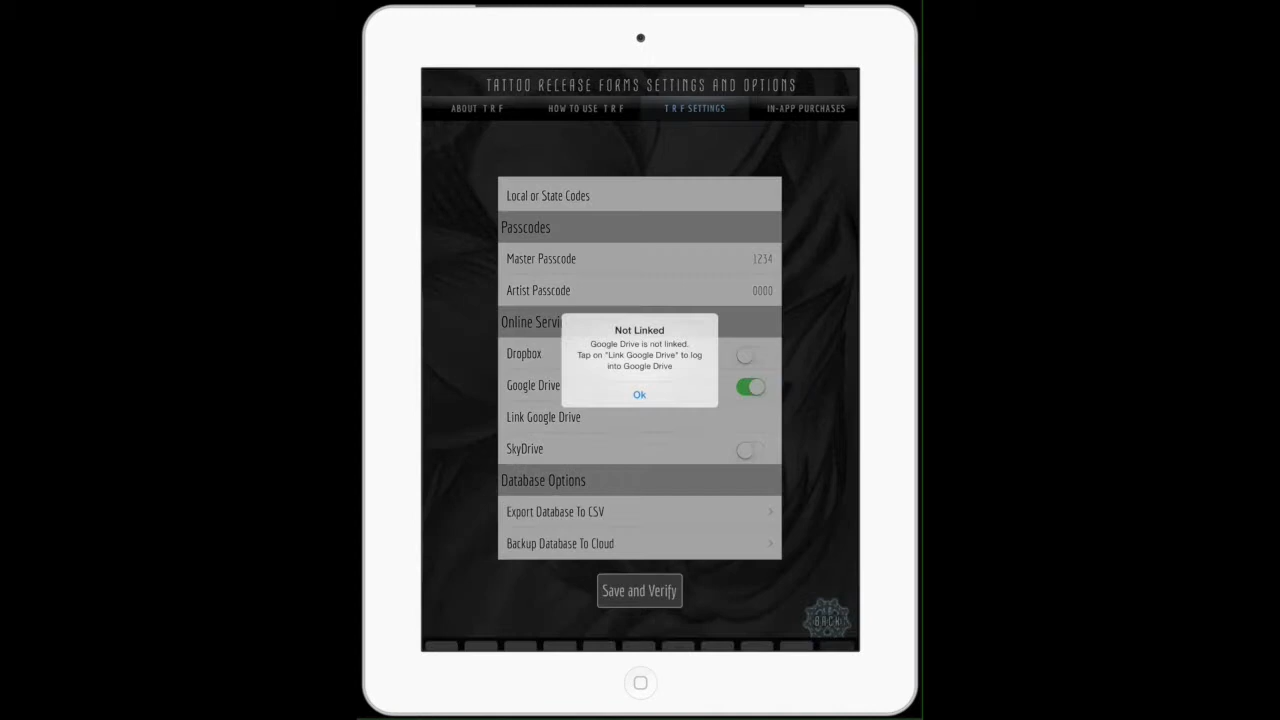 TATTOO RELEASE FORMS SETTINGS AND OPTIONS
ABOUT T R F HOW TO USE T R F T R F SETTINGS IN-APP PURCHASES
Local or State Codes
Passcodes
Master Passcode 1234
Artist Passcode 0000
Online Servi
Not Linked
Google Drive is not linked.
Tap on "Link Google Drive" to log
into Google Drive
Ok
Dropbox
Google Drive
Link Google Drive
SkyDrive
Database Options
Export Database To CSV
Backup Database To Cloud
Save and Verify
BACK